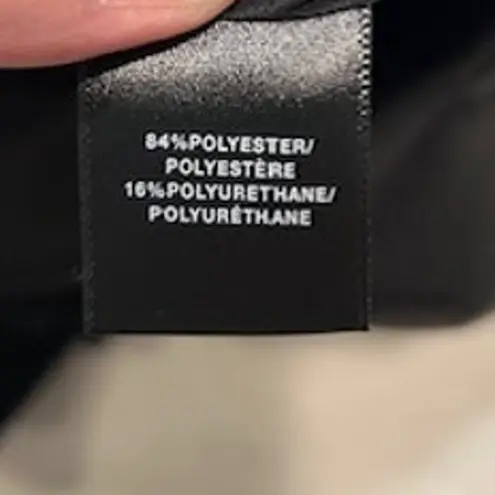 84%POLYESTER/
POLYESTÈRE
16%POLYURETHANE/
POLYURÉTHANE